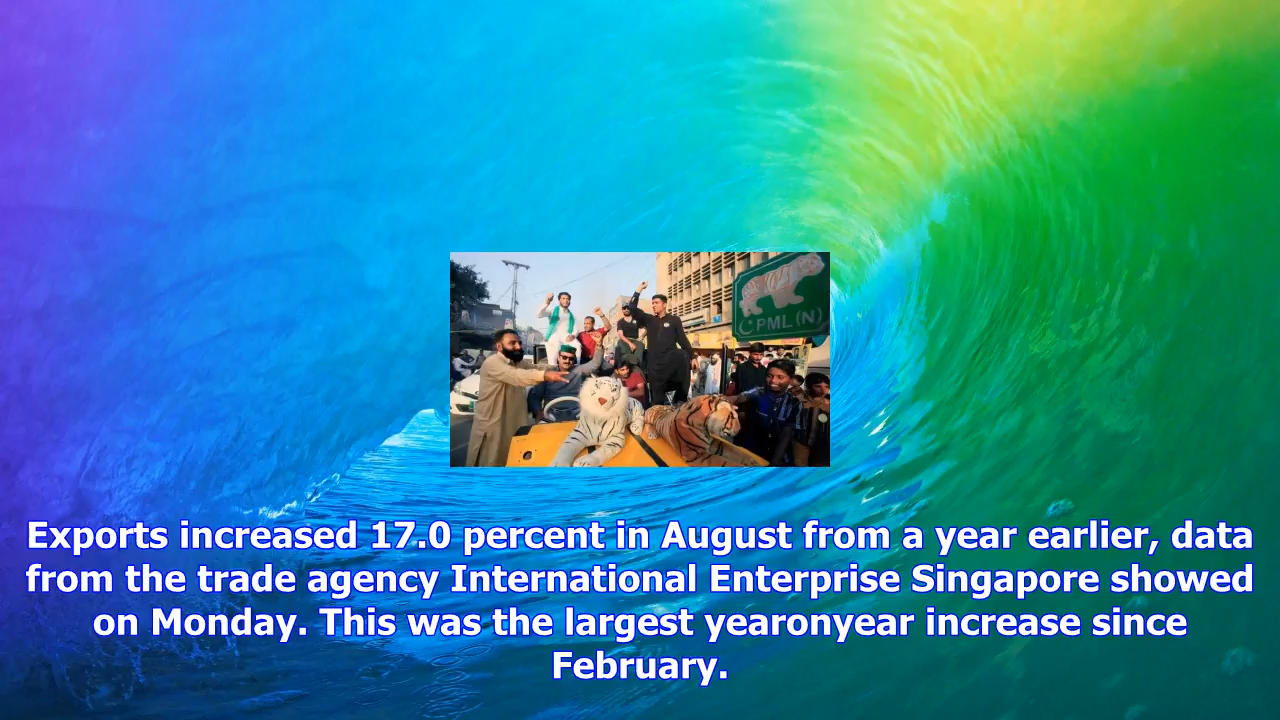 PML(N)
Exports increased 17.0 percent in August from a year earlier, data
from the trade agency International Enterprise Singapore showed
on Monday. This was the largest yearonyear increase since
February.